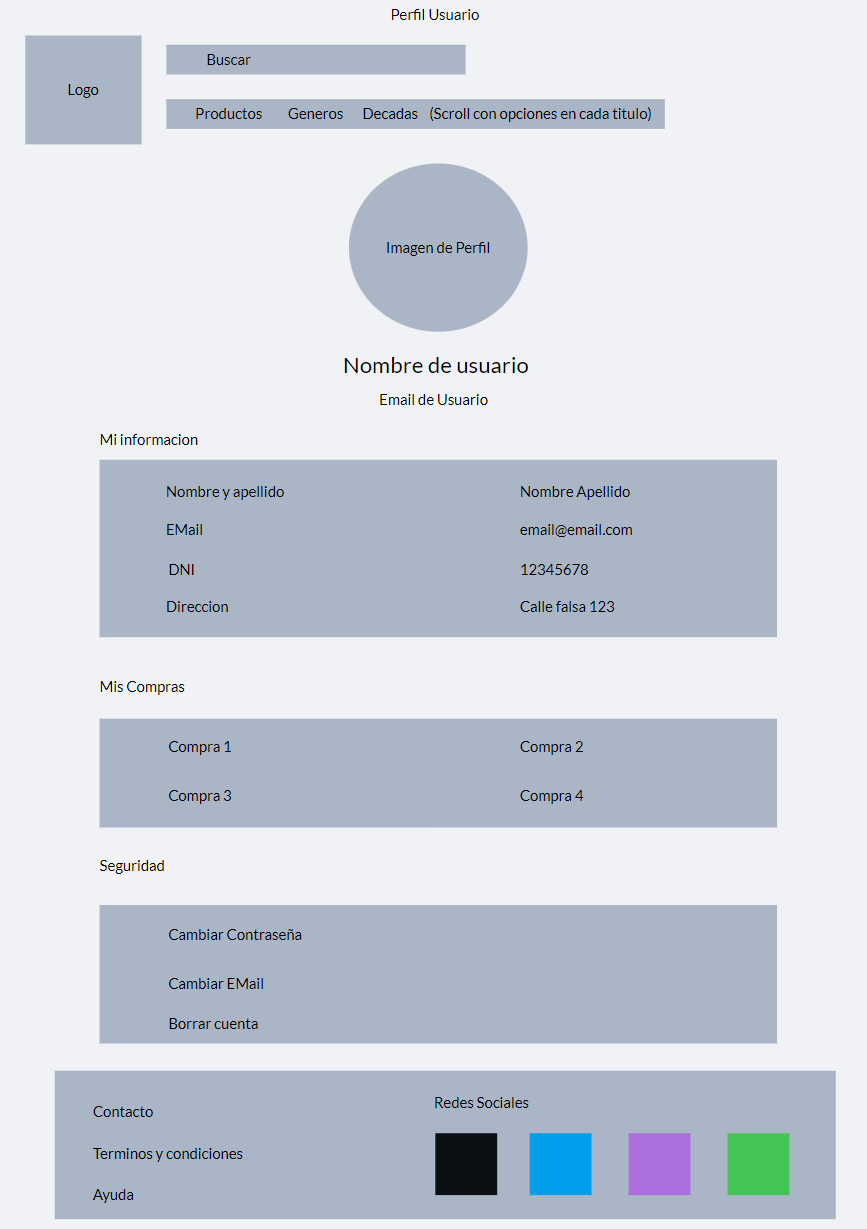 Perfil Usuario
Logo
Buscar
Productos Generos Decadas (Scroll con opciones en cada titulo)
Imagen de Perfil
Nombre de usuario
Email de Usuario
Mi informacion
Nombre y apellido Nombre Apellido
EMail email@email.com
DNI 12345678
Direccion Calle falsa 123
Mis Compras
Compra 1 Compra 2
Compra 3 Compra 4
Seguridad
Cambiar Contraseña
Cambiar EMail
Borrar cuenta
Contacto
Terminos y condiciones
Ayuda
Redes Sociales